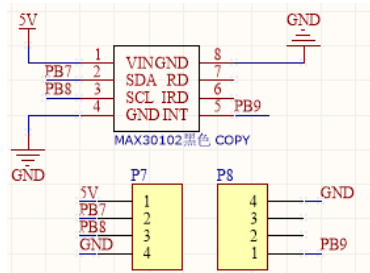 5V GND
1 VIN GND 8
PB7 2 SDA RD 7
PB8 3 SCL IRD 6
4 GND INT 5 PB9
MAX30102黑色 COPY
GND
P7 P8
5V 1 4 GND
PB7 2 3
PB8 3 2
GND 4 1 PB9